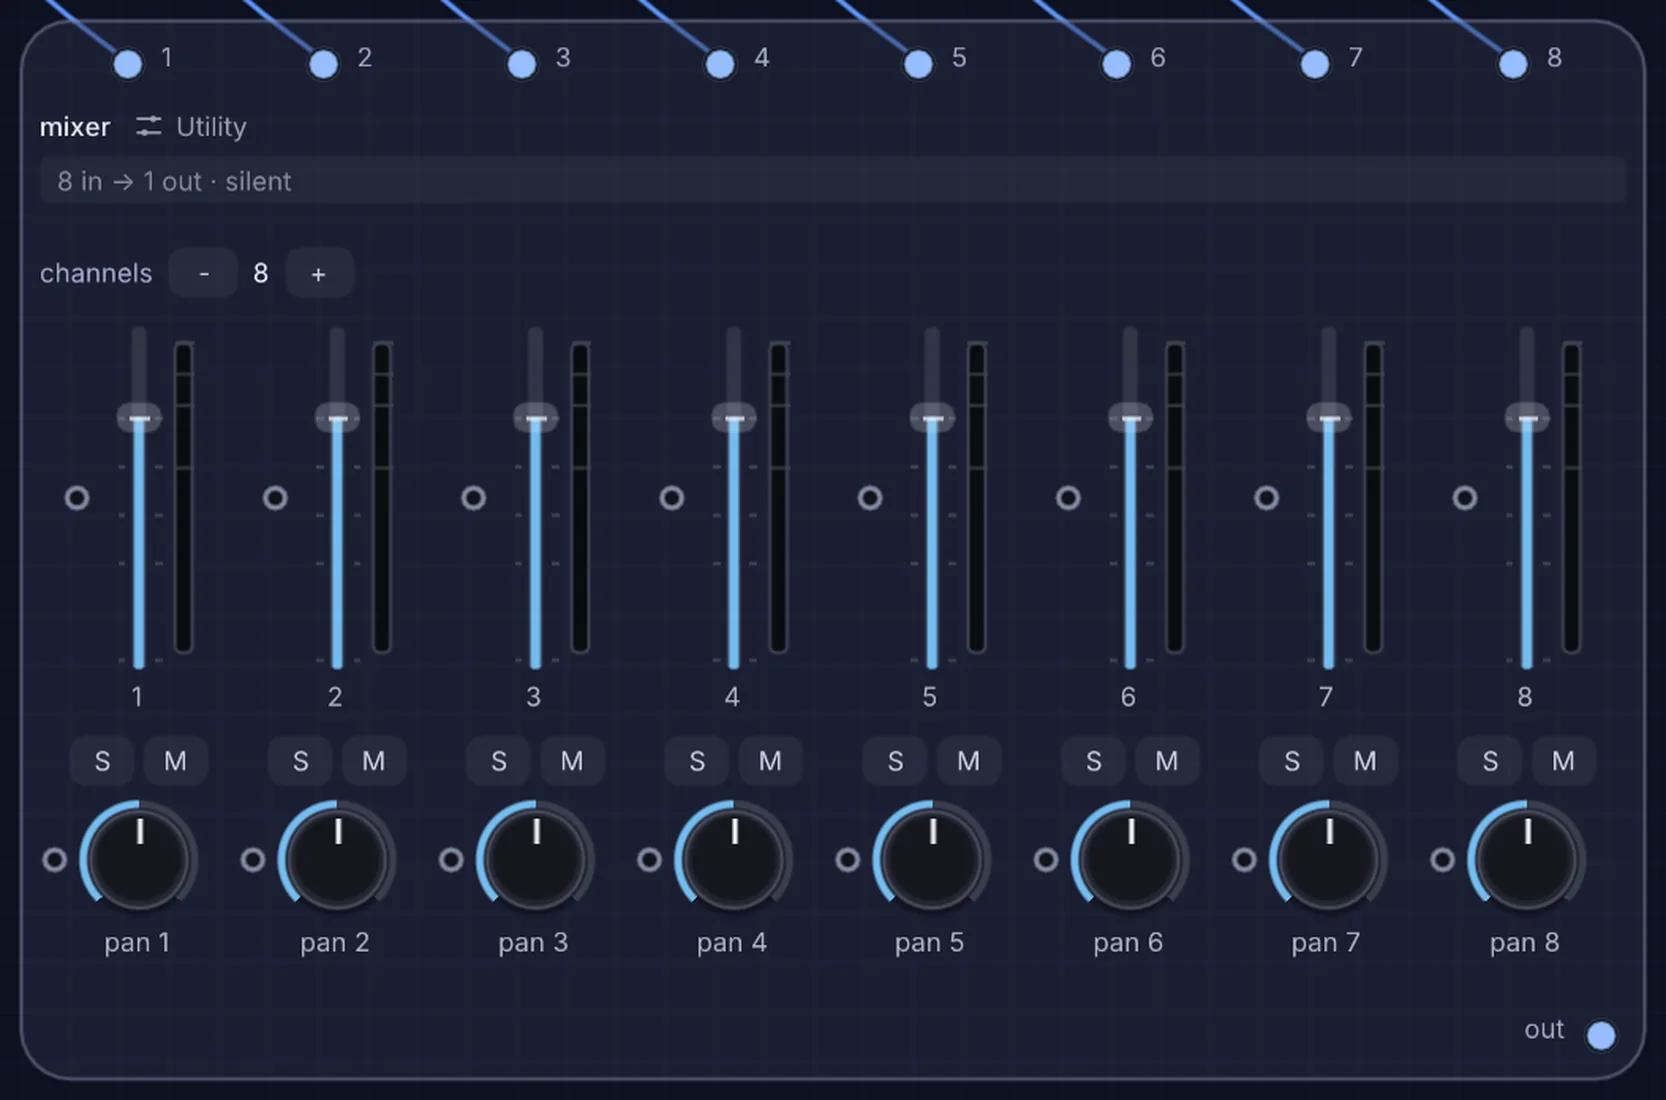 1 2 3 4 5 6 7 8
mixer Utility
8 in → 1 out · silent
channels - 8 +
1 2 3 4 5 6 7 8
S M S M S M S M S M S M S M S M
pan 1 pan 2 pan 3 pan 4 pan 5 pan 6 pan 7 pan 8
out